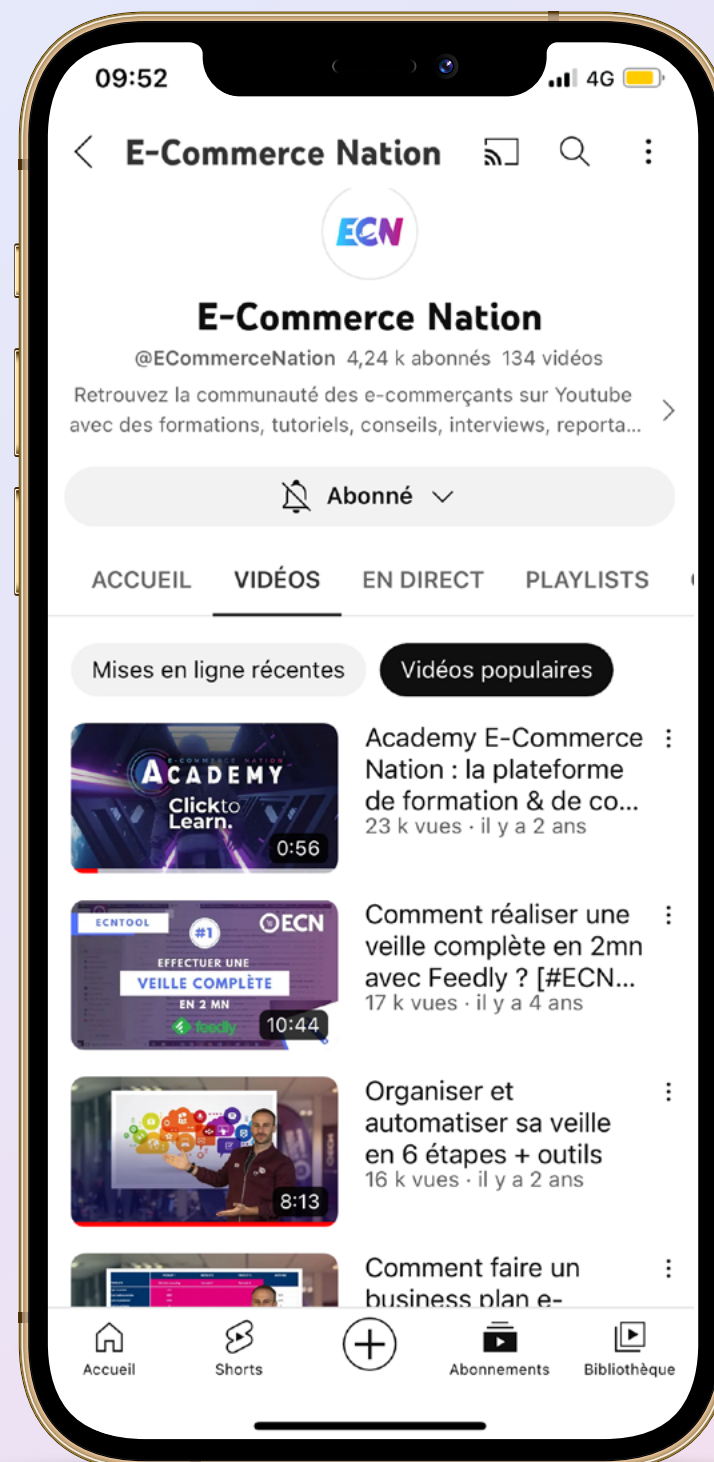 09:52
4G
E-Commerce Nation
ECN
E-Commerce Nation
@ECommerceNation 4,24 k abonnés 134 vidéos
Retrouvez la communauté des e-commerçants sur Youtube
avec des formations, tutoriels, conseils, interviews, reporta...
Abonné
ACCUEIL VIDÉOS EN DIRECT PLAYLISTS
Mises en ligne récentes Vidéos populaires
E-COMMERCE NATION
ACADEMY
Clickto
Learn.
0:56
Academy E-Commerce
Nation : la plateforme
de formation & de co...
23 k vues · il y a 2 ans
ECNTOOL
#1
ECN
EFFECTUER UNE
VEILLE COMPLÈTE
EN 2 MN
feedly
10:44
Comment réaliser une
veille complète en 2mn
avec Feedly ? [#ECN...
17 k vues · il y a 4 ans
8:13
Organiser et
automatiser sa veille
en 6 étapes + outils
16 k vues · il y a 2 ans
Comment faire un
business plan e-
Accueil Shorts Abonnements Bibliothèque